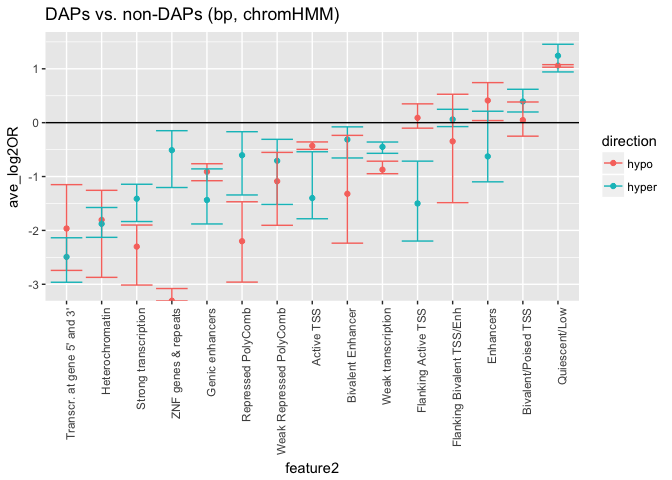 DAPs vs. non-DAPs (bp, chromHMM)
ave_log2OR
1
0
-1
-2
-3
Transcr. at gene 5' and 3'
Heterochromatin
Strong transcription
ZNF genes & repeats
Genic enhancers
Repressed PolyComb
Weak Repressed PolyComb
Active TSS
Bivalent Enhancer
Weak transcription
Flanking Active TSS
Flanking Bivalent TSS/Enh
Enhancers
Bivalent/Poised TSS
Quiescent/Low
feature2
direction
hypo
hyper